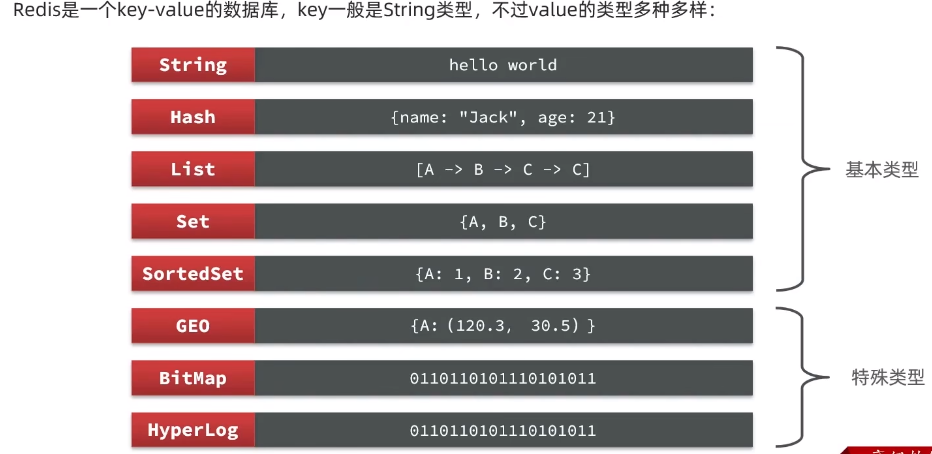 Redis是一个key-value的数据库，key一般是String类型，不过value的类型多种多样：
String hello world
Hash {name: "Jack", age: 21}
List [A -> B -> C -> C]
基本类型
Set {A, B, C}
SortedSet {A: 1, B: 2, C: 3}
GEO {A: (120.3, 30.5) }
BitMap 0110110101110101011
特殊类型
HyperLog 0110110101110101011